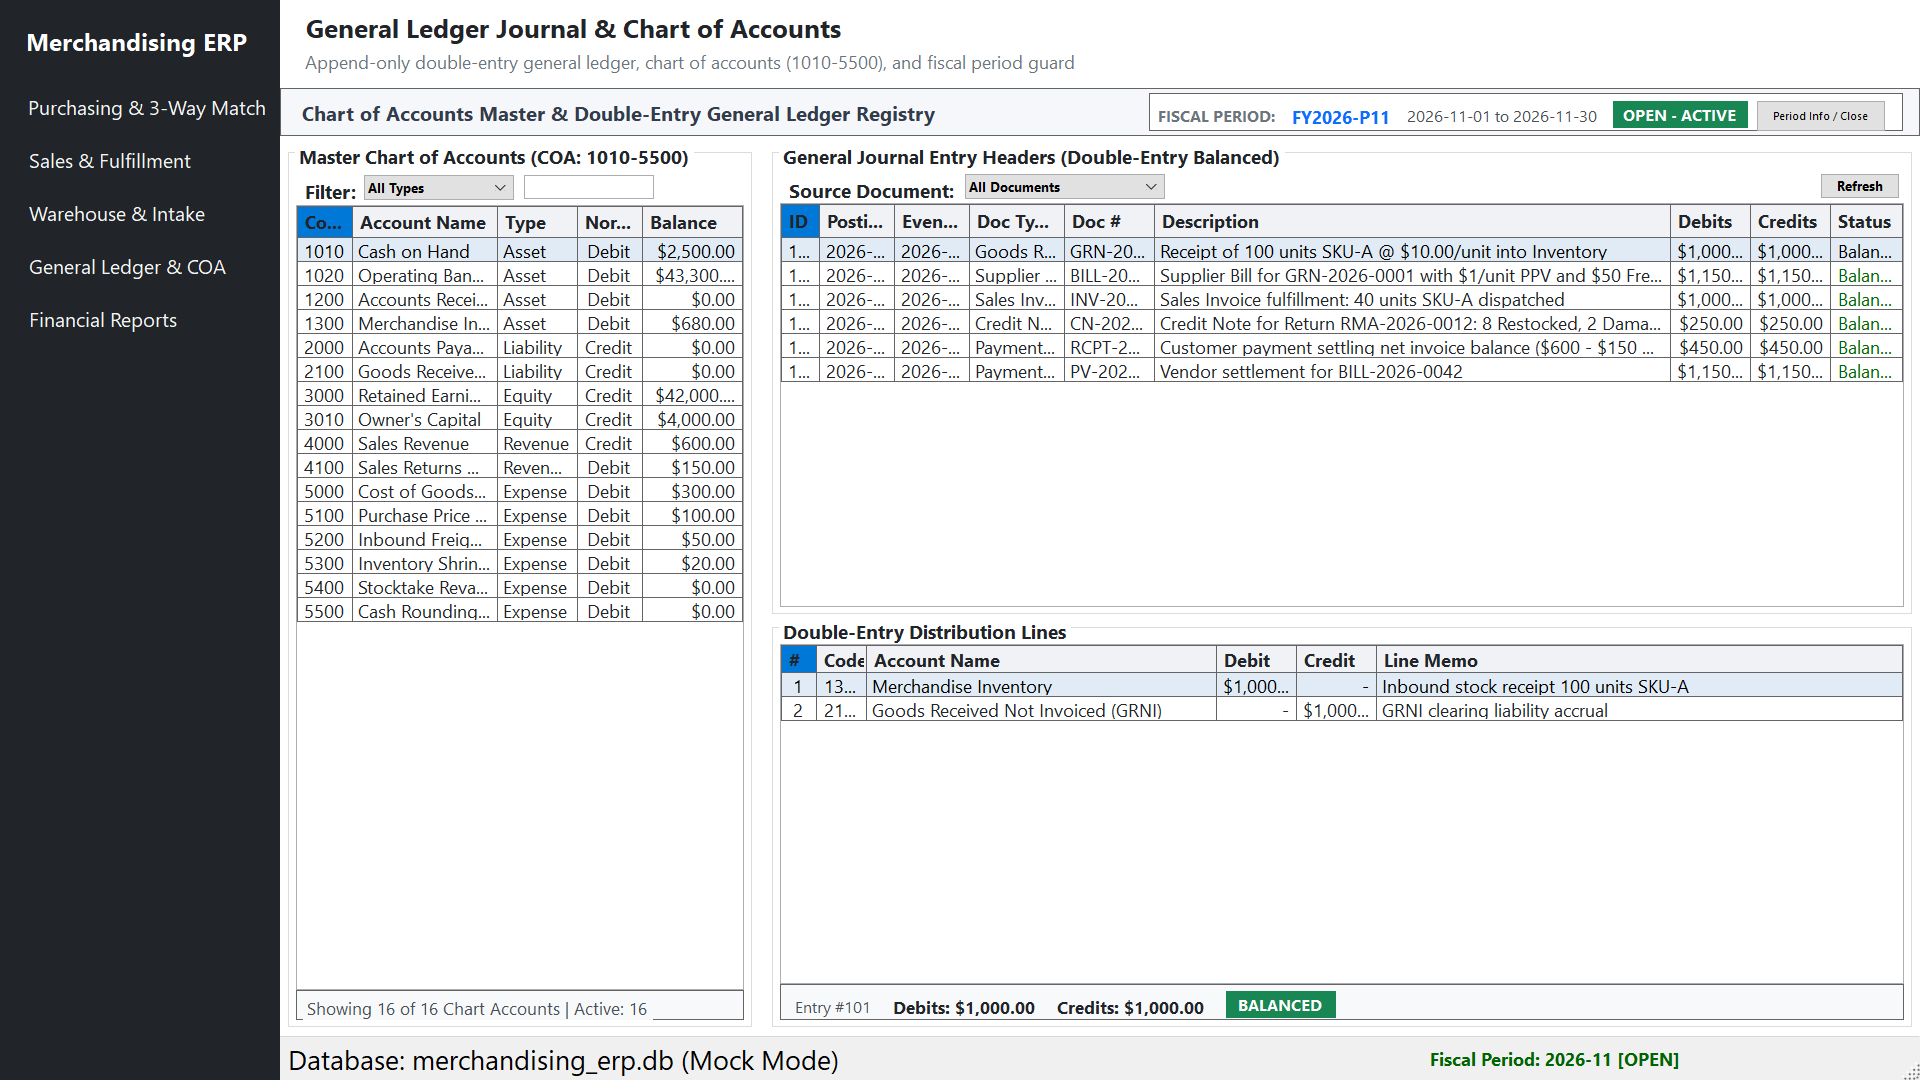 Merchandising ERP
Purchasing & 3-Way Match
Sales & Fulfillment
Warehouse & Intake
General Ledger & COA
Financial Reports
General Ledger Journal & Chart of Accounts
Append-only double-entry general ledger, chart of accounts (1010-5500), and fiscal period guard
Chart of Accounts Master & Double-Entry General Ledger Registry
FISCAL PERIOD: FY2026-P11 2026-11-01 to 2026-11-30 OPEN - ACTIVE Period Info / Close
Master Chart of Accounts (COA: 1010-5500)
Filter: All Types
Co... Account Name Type Nor... Balance
1010 Cash on Hand Asset Debit $2,500.00
1020 Operating Ban... Asset Debit $43,300....
1200 Accounts Recei... Asset Debit $0.00
1300 Merchandise In... Asset Debit $680.00
2000 Accounts Paya... Liability Credit $0.00
2100 Goods Receive... Liability Credit $0.00
3000 Retained Earni... Equity Credit $42,000....
3010 Owner's Capital Equity Credit $4,000.00
4000 Sales Revenue Revenue Credit $600.00
4100 Sales Returns ... Reven... Debit $150.00
5000 Cost of Goods... Expense Debit $300.00
5100 Purchase Price ... Expense Debit $100.00
5200 Inbound Freig... Expense Debit $50.00
5300 Inventory Shrin... Expense Debit $20.00
5400 Stocktake Reva... Expense Debit $0.00
5500 Cash Rounding... Expense Debit $0.00
Showing 16 of 16 Chart Accounts | Active: 16
General Journal Entry Headers (Double-Entry Balanced)
Source Document: All Documents Refresh
ID Posti... Even... Doc Ty... Doc # Description Debits Credits Status
1... 2026-... 2026-... Goods R... GRN-20... Receipt of 100 units SKU-A @ $10.00/unit into Inventory $1,000... $1,000... Balan...
1... 2026-... 2026-... Supplier ... BILL-20... Supplier Bill for GRN-2026-0001 with $1/unit PPV and $50 Fre... $1,150... $1,150... Balan...
1... 2026-... 2026-... Sales Inv... INV-20... Sales Invoice fulfillment: 40 units SKU-A dispatched $1,000... $1,000... Balan...
1... 2026-... 2026-... Credit N... CN-202... Credit Note for Return RMA-2026-0012: 8 Restocked, 2 Dama... $250.00 $250.00 Balan...
1... 2026-... 2026-... Payment... RCPT-2... Customer payment settling net invoice balance ($600 - $150 ... $450.00 $450.00 Balan...
1... 2026-... 2026-... Payment... PV-202... Vendor settlement for BILL-2026-0042 $1,150... $1,150... Balan...
Double-Entry Distribution Lines
# Code Account Name Debit Credit Line Memo
1 13... Merchandise Inventory $1,000... - Inbound stock receipt 100 units SKU-A
2 21... Goods Received Not Invoiced (GRNI) - $1,000... GRNI clearing liability accrual
Entry #101 Debits: $1,000.00 Credits: $1,000.00 BALANCED
Database: merchandising_erp.db (Mock Mode)
Fiscal Period: 2026-11 [OPEN]